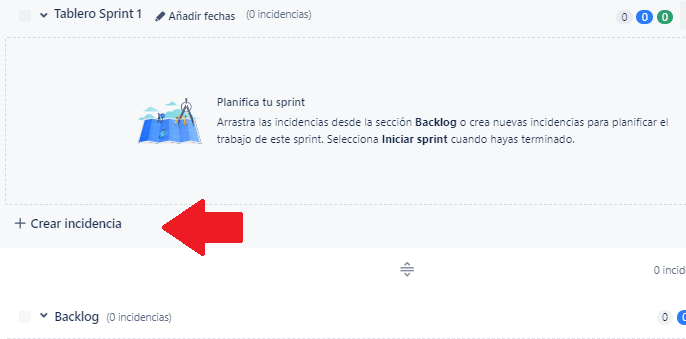 Tablero Sprint 1 Añadir fechas (0 incidencias) 0 0 0
Planifica tu sprint
Arrastra las incidencias desde la sección Backlog o crea nuevas incidencias para planificar el
trabajo de este sprint. Selecciona Iniciar sprint cuando hayas terminado.
+ Crear incidencia
0 incid
Backlog (0 incidencias) 0 0